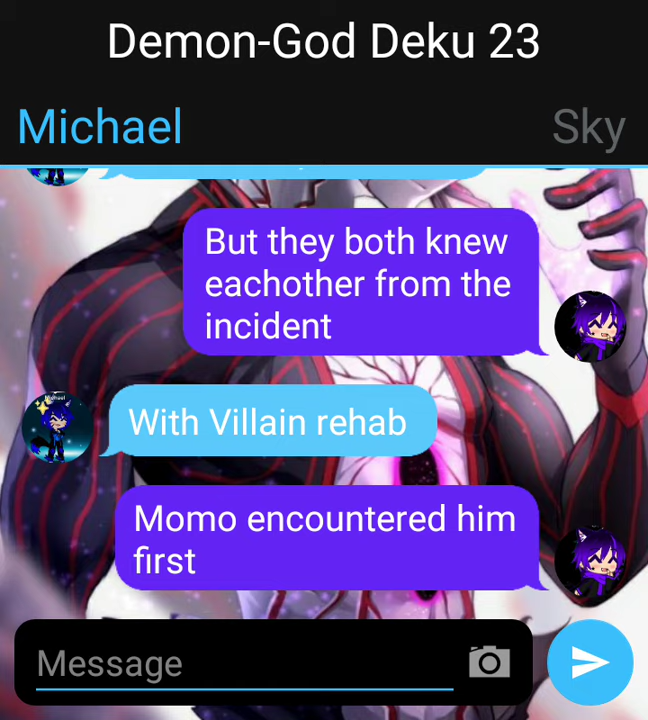 Demon-God Deku 23
Michael
Sky
But they both knew
eachother from the
incident
Michael
With Villain rehab
Momo encountered him
first
Message